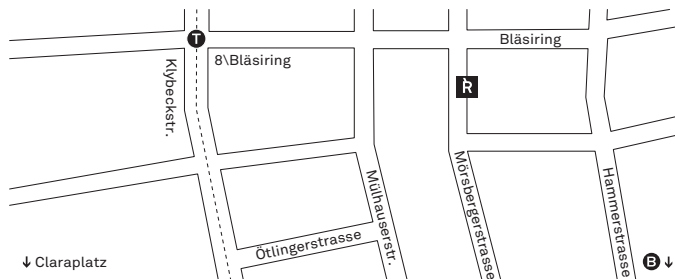 T
Bläsiring
8\Bläsiring
Klybeckstr.
R
Mülhauserstr.
Mörsbergerstrasse
Hammerstrasse
Ötlingerstrasse
↓ Claraplatz
B ↓